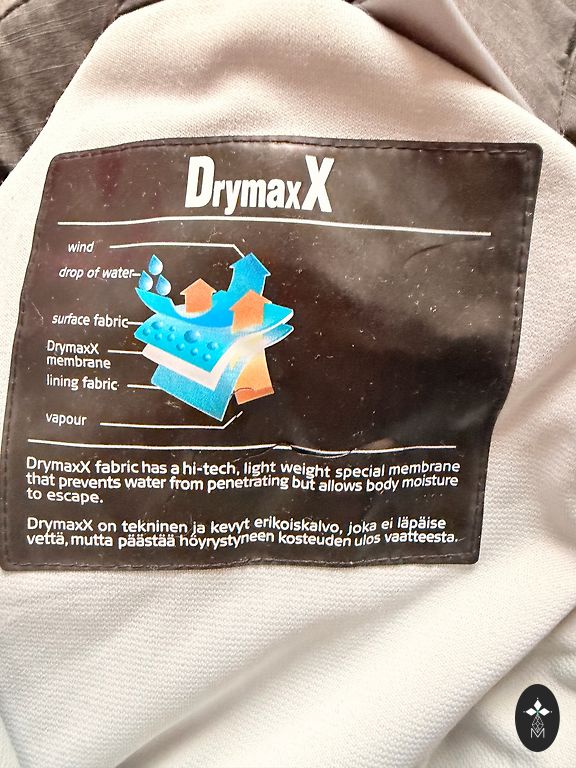 DrymaxX
wind
drop of water
surface fabric
DrymaxX
membrane
lining fabric
vapour
DrymaxX fabric has a hi-tech, light weight special membrane
that prevents water from penetrating but allows body moisture
to escape.
DrymaxX on tekninen ja kevyt erikoiskalvo, joka ei läpäise
vettä, mutta päästää höyrystyneen kosteuden ulos vaatteesta.
M